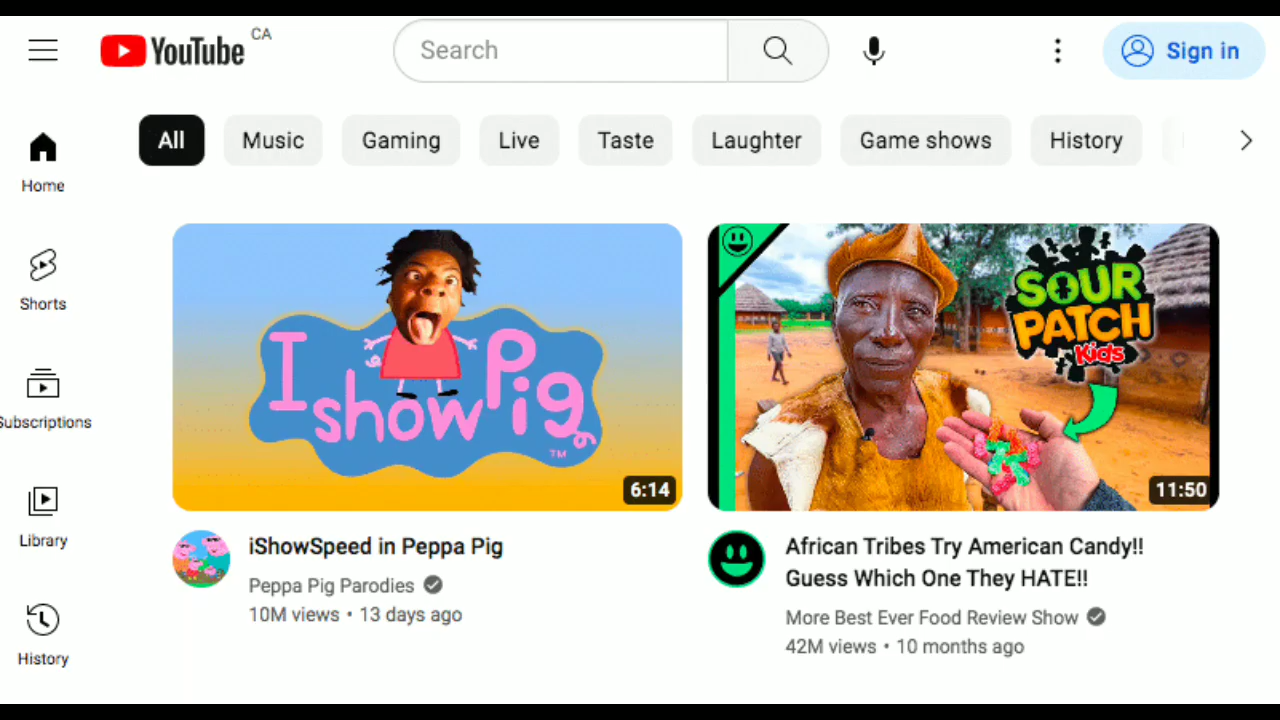 YouTube CA
Search
Sign in
All
Music
Gaming
Live
Taste
Laughter
Game shows
History
Home
Shorts
Subscriptions
Library
History
I show Pig
TM
6:14
iShowSpeed in Peppa Pig
Peppa Pig Parodies
10M views • 13 days ago
SOUR
PATCH
Kids
11:50
African Tribes Try American Candy!!
Guess Which One They HATE!!
More Best Ever Food Review Show
42M views • 10 months ago